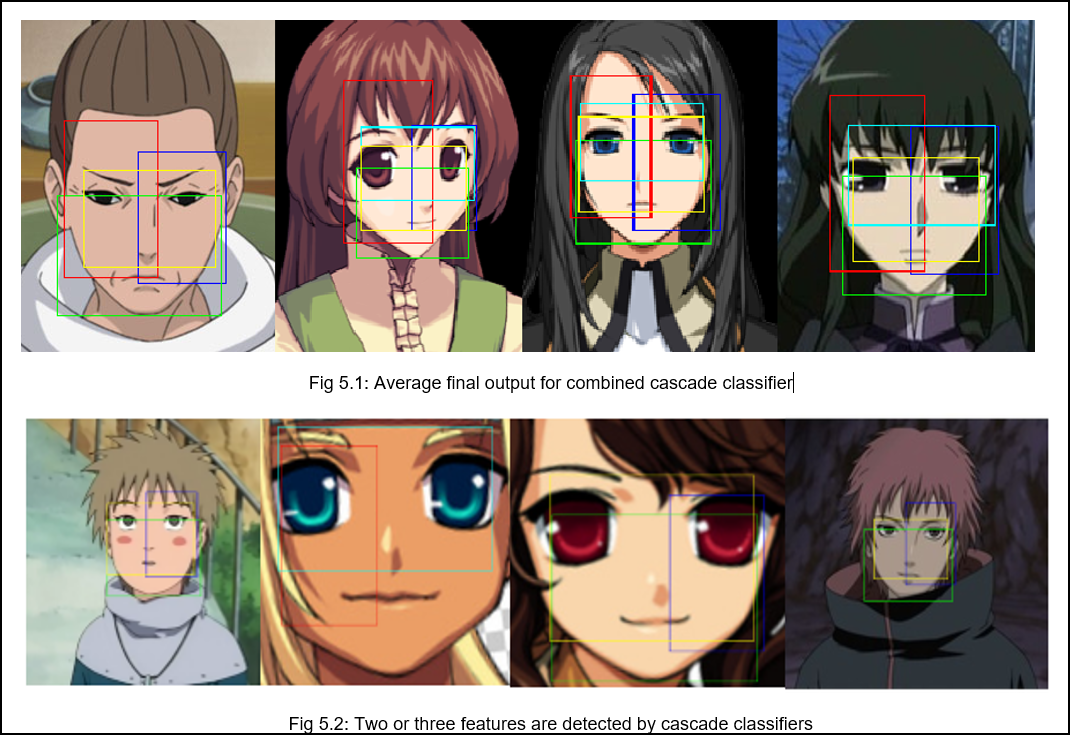 Fig 5.1: Average final output for combined cascade classifier
Fig 5.2: Two or three features are detected by cascade classifiers